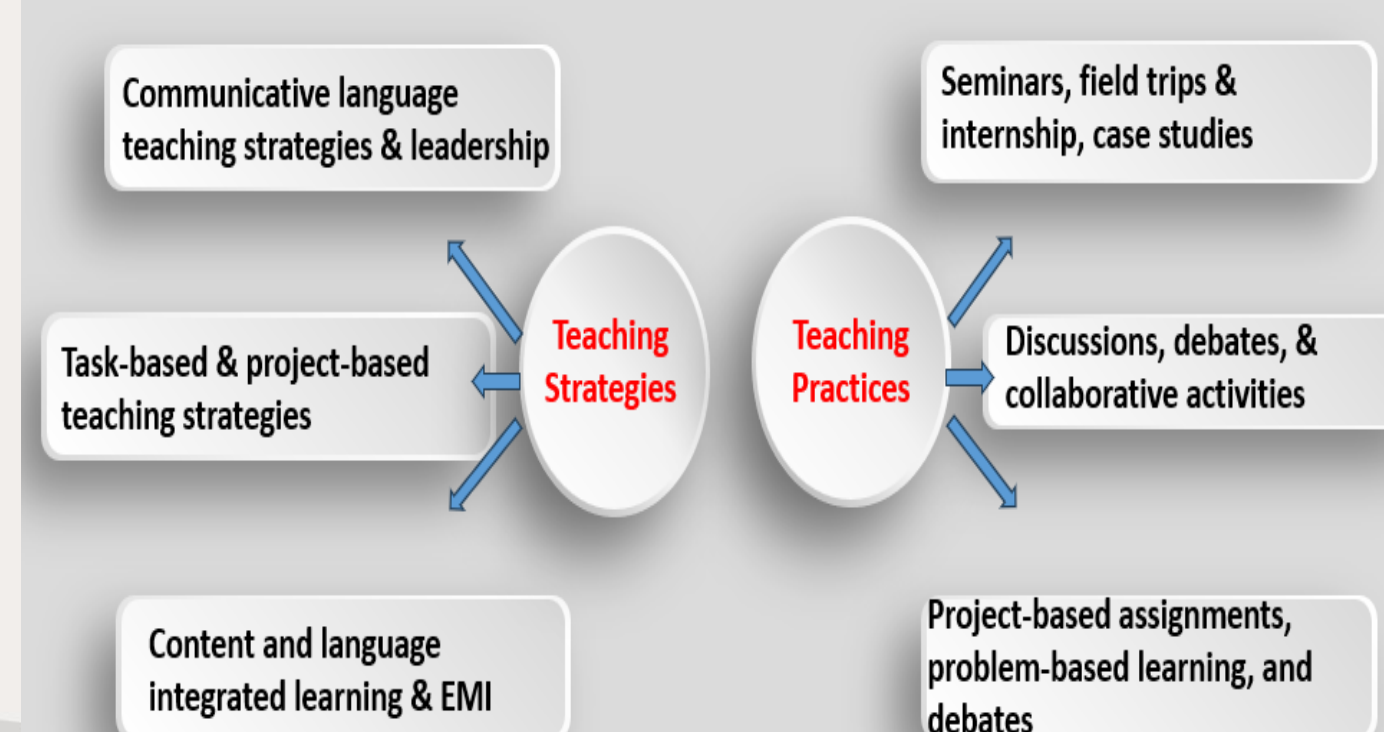 Communicative language
teaching strategies & leadership
Task-based & project-based
teaching strategies
Content and language
integrated learning & EMI
Teaching
Strategies
Teaching
Practices
Seminars, field trips &
internship, case studies
Discussions, debates, &
collaborative activities
Project-based assignments,
problem-based learning, and
debates